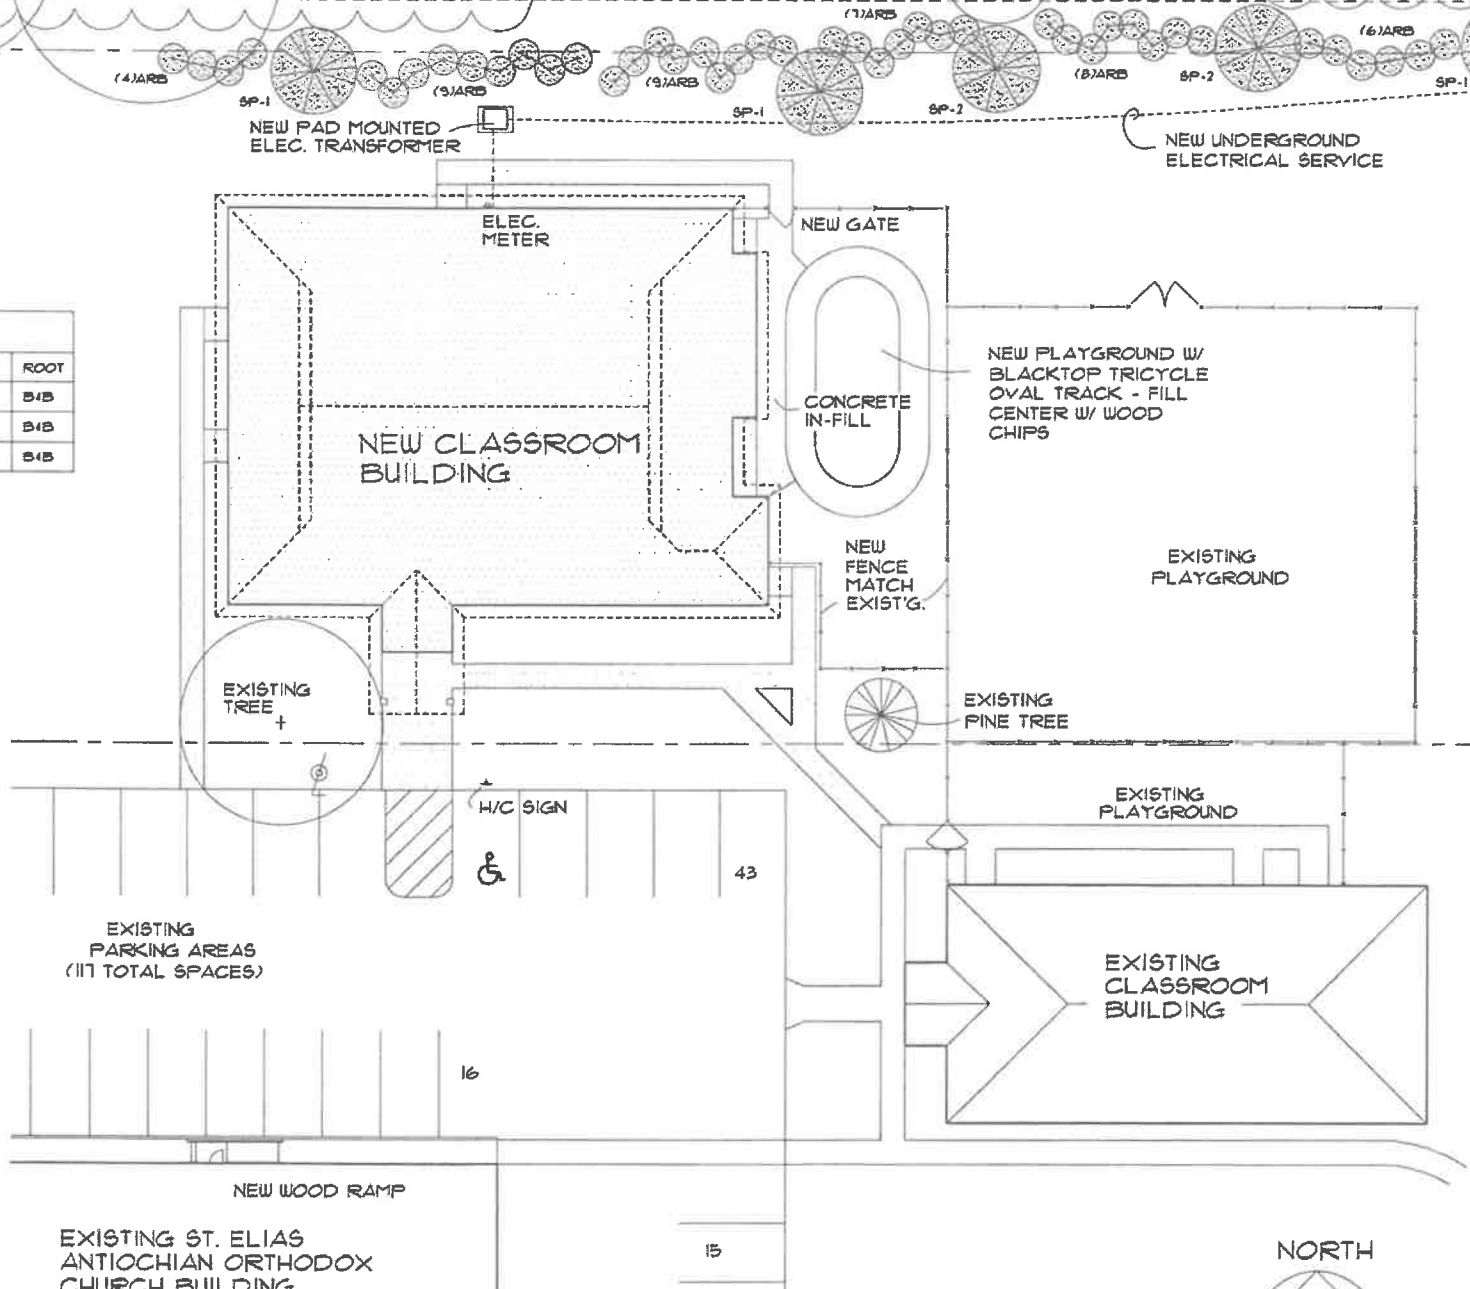 (7)ARB
(6)ARB
(4)ARB
(5)ARB
(9)ARB
(8)ARB
SP-2
SP-1
SP-1
SP-1
SP-2
NEW PAD MOUNTED
ELEC. TRANSFORMER
NEW UNDERGROUND
ELECTRICAL SERVICE
ELEC.
METER
NEW GATE
ROOT
B&B
B&B
B&B
NEW PLAYGROUND W/
BLACKTOP TRICYCLE
OVAL TRACK - FILL
CENTER W/ WOOD
CHIPS
CONCRETE
IN-FILL
NEW CLASSROOM
BUILDING
NEW
FENCE
MATCH
EXIST'G.
EXISTING
PLAYGROUND
EXISTING
TREE
EXISTING
PINE TREE
H/C SIGN
EXISTING
PLAYGROUND
43
EXISTING
PARKING AREAS
(117 TOTAL SPACES)
EXISTING
CLASSROOM
BUILDING
16
NEW WOOD RAMP
EXISTING ST. ELIAS
ANTIOCHIAN ORTHODOX
CHURCH BUILDING
15
NORTH